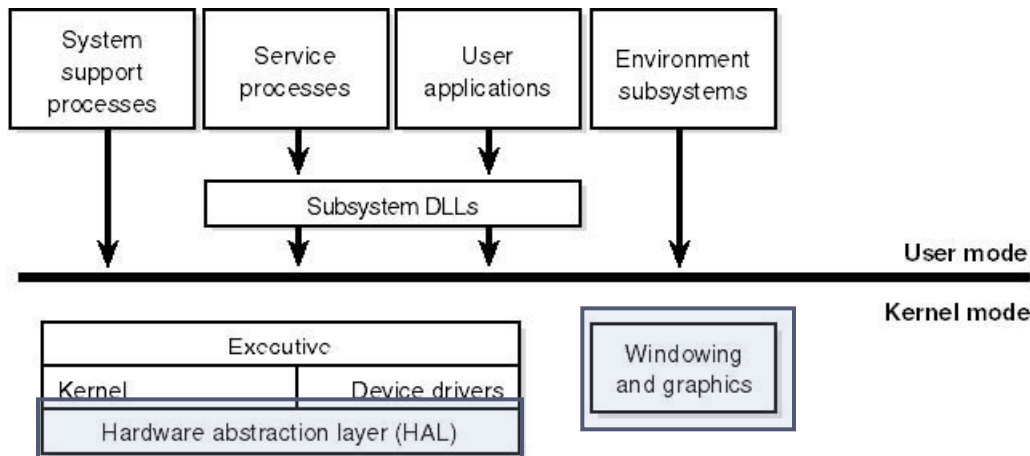 System
support
processes
Service
processes
User
applications
Environment
subsystems
Subsystem DLLs
User mode
Kernel mode
Executive
Kernel
Device drivers
Hardware abstraction layer (HAL)
Windowing
and graphics